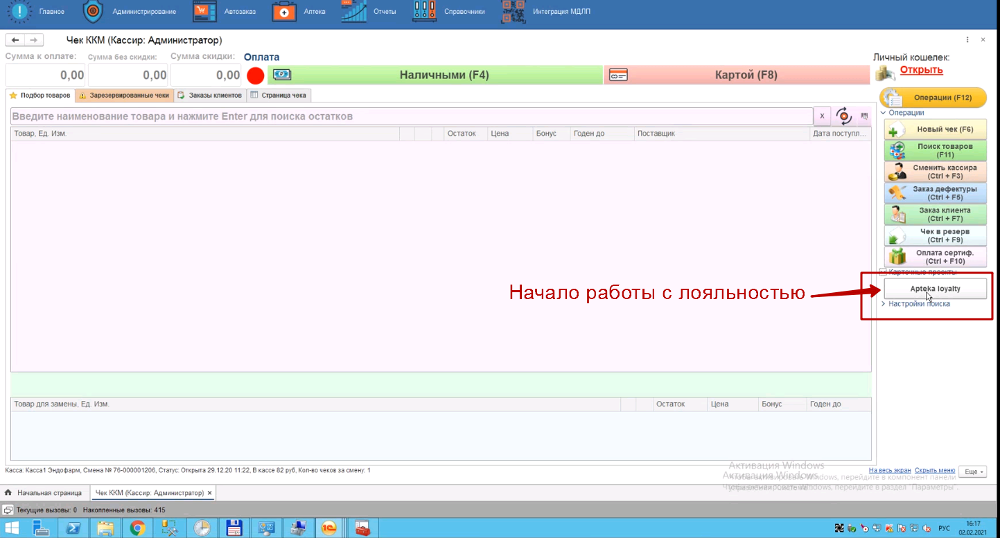 Главное Администрирование Автозаказ Аптека Отчеты Справочники Интеграция МДЛП
Чек ККМ (Кассир: Администратор)
Сумма к оплате: Сумма без скидки: Сумма скидки: Оплата
0,00 0,00 0,00 Наличными (F4) Картой (F8)
Личный кошелек:
Открыть
Подбор товаров Зарезервированные чеки Заказы клиентов Страница чека
Введите наименование товара и нажмите Enter для поиска остатков x
Товар, Ед. Изм. Остаток Цена Бонус Годен до Поставщик Дата поступл...
Операции (F12)
Операции
Новый чек (F6)
Поиск товаров
(F11)
Сменить кассира
(Ctrl + F3)
Заказ дефектуры
(Ctrl + F5)
Заказ клиента
(Ctrl + F7)
Чек в резерв
(Ctrl + F9)
Оплата сертиф.
(Ctrl + F10)
Карточные проекты
Apteka loyalty
Настройки поиска
Начало работы с лояльностью
Товар для замены, Ед. Изм. Остаток Цена Бонус Годен до
Активация Windows
Касса: Касса1 Эндофарм, Смена № 76-000001206, Статус: Открыта 29.12.20 11:22, В касcе 82 руб, Кол-во чеков за смену: 1
На весь экран Скрыть меню Еще
Активация Windows
Windows, перейдите в компонент панели
Windows, перейдите в раздел "Параметры".
Начальная страница Чек ККМ (Кассир: Администратор) ×
Текущие вызовы: 0 Накопленные вызовы: 415
РУС 16:17
02.02.2021